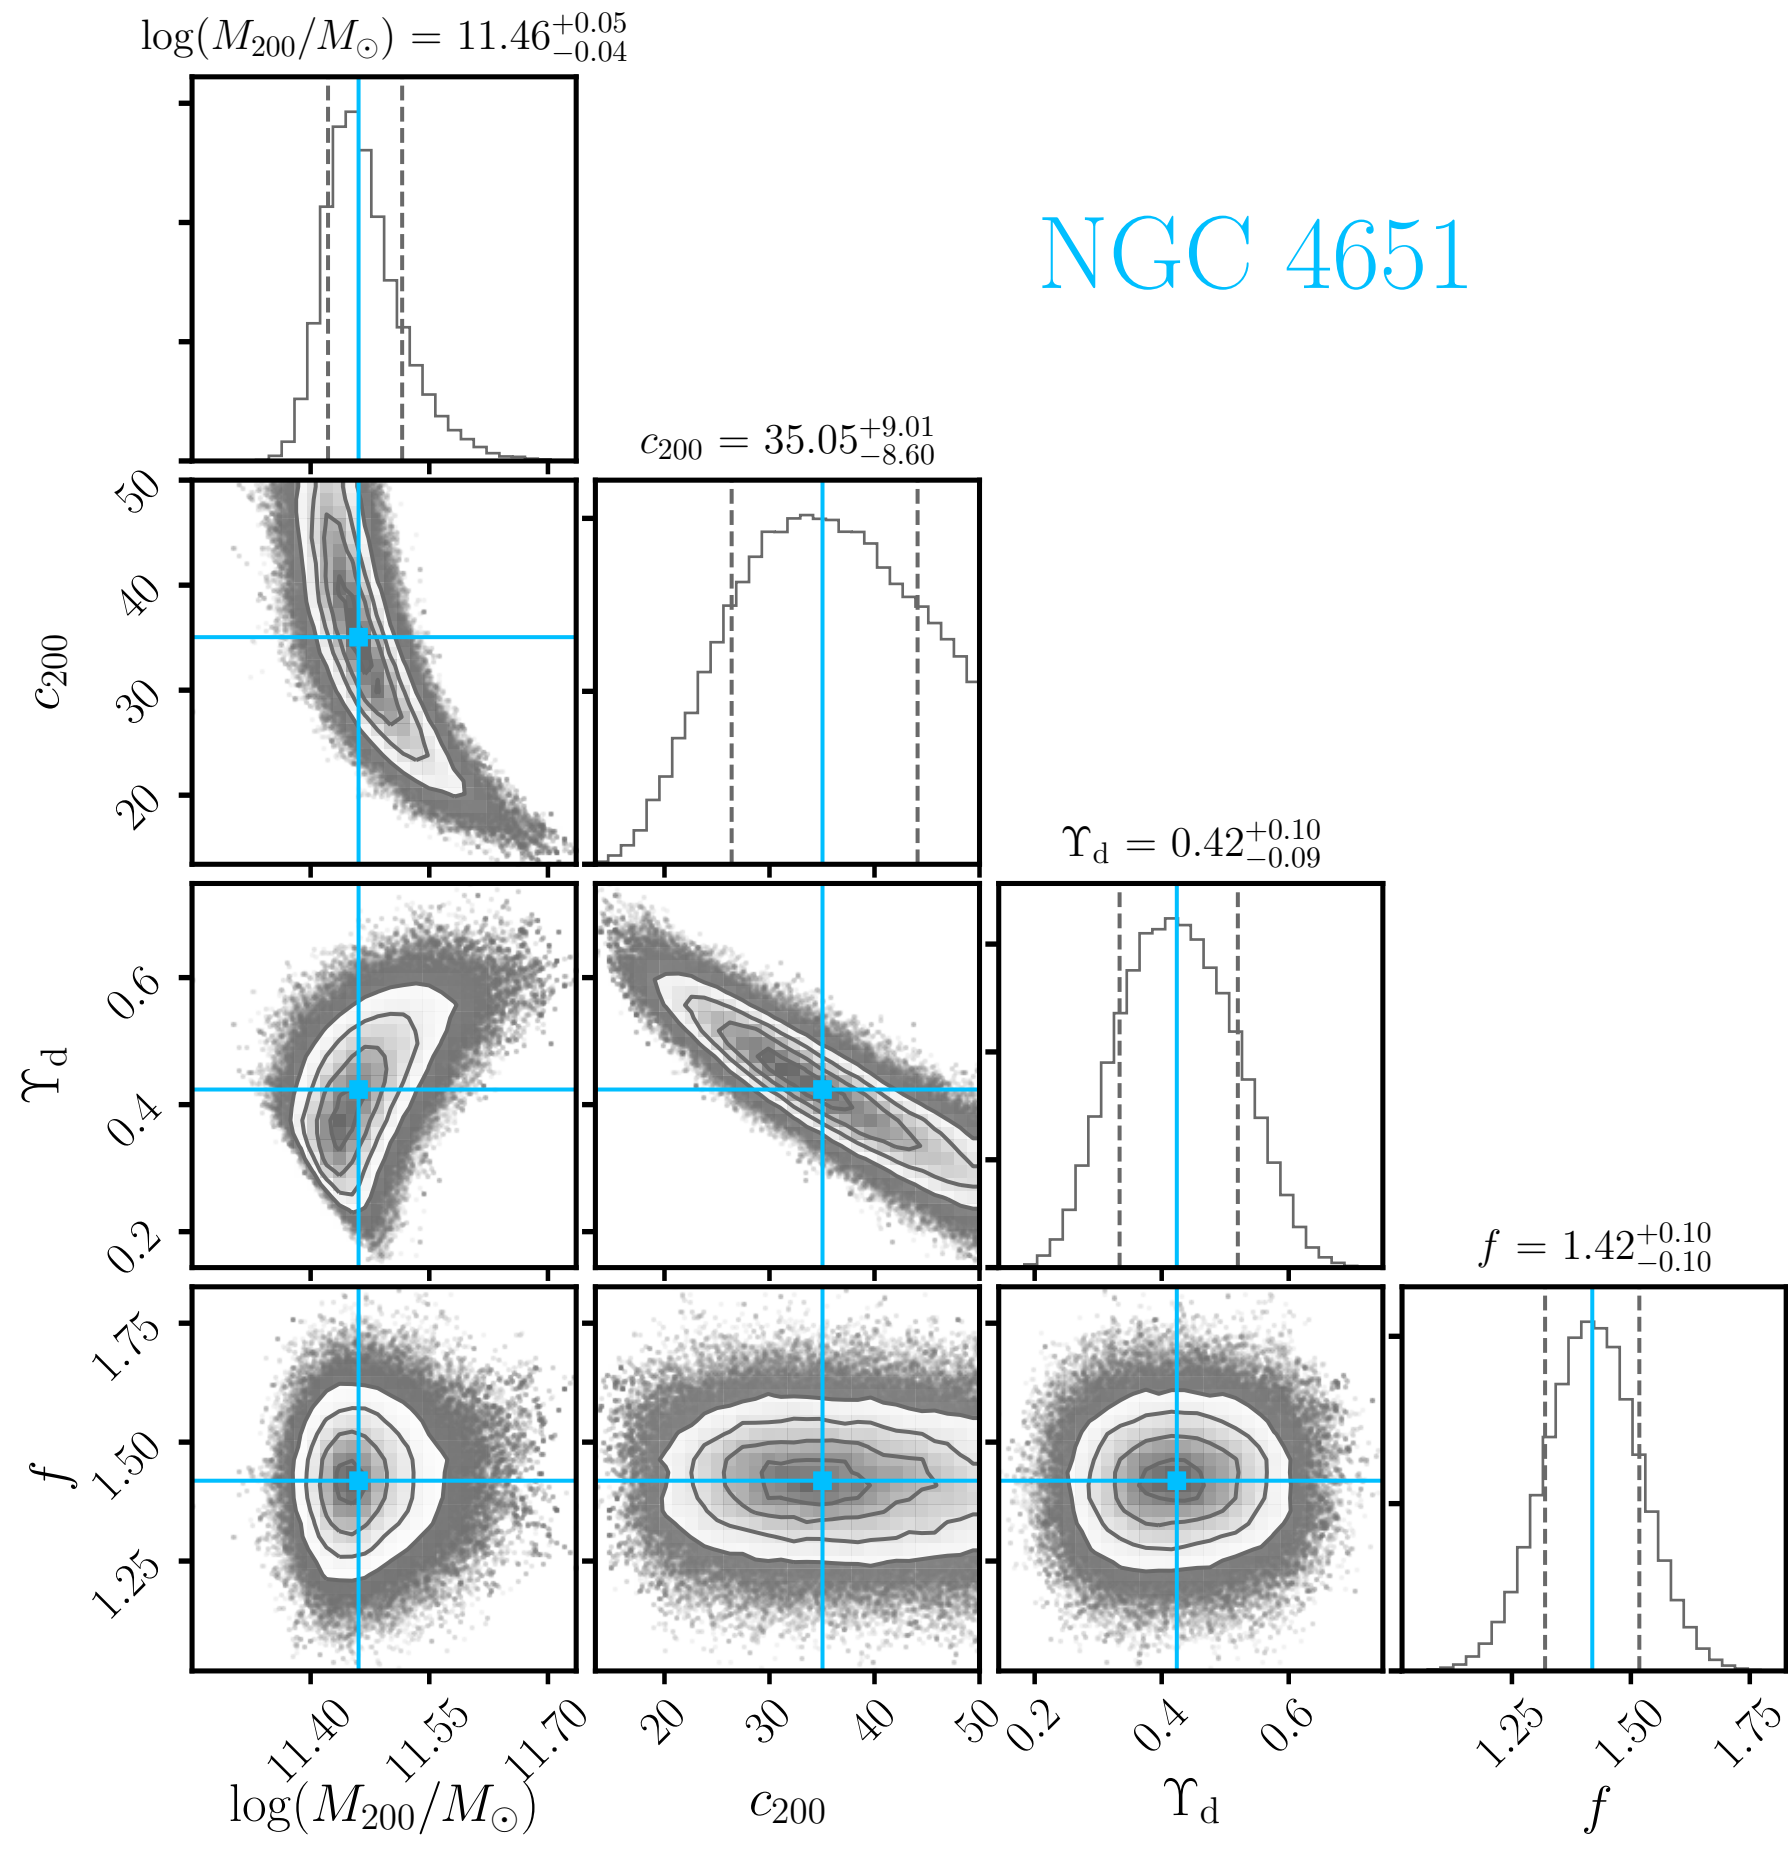 log(M₂₀₀/M⊙) = 11.46 +0.05 −0.04
NGC 4651
c₂₀₀ = 35.05 +9.01 −8.60
50
40
30
20
c₂₀₀
ϒd = 0.42 +0.10 −0.09
0.6
0.4
0.2
ϒd
f = 1.42 +0.10 −0.10
1.75
1.50
1.25
f
11.40 11.55 11.70 20 30 40 50 0.2 0.4 0.6 1.25 1.50 1.75
log(M₂₀₀/M⊙) c₂₀₀ ϒd f